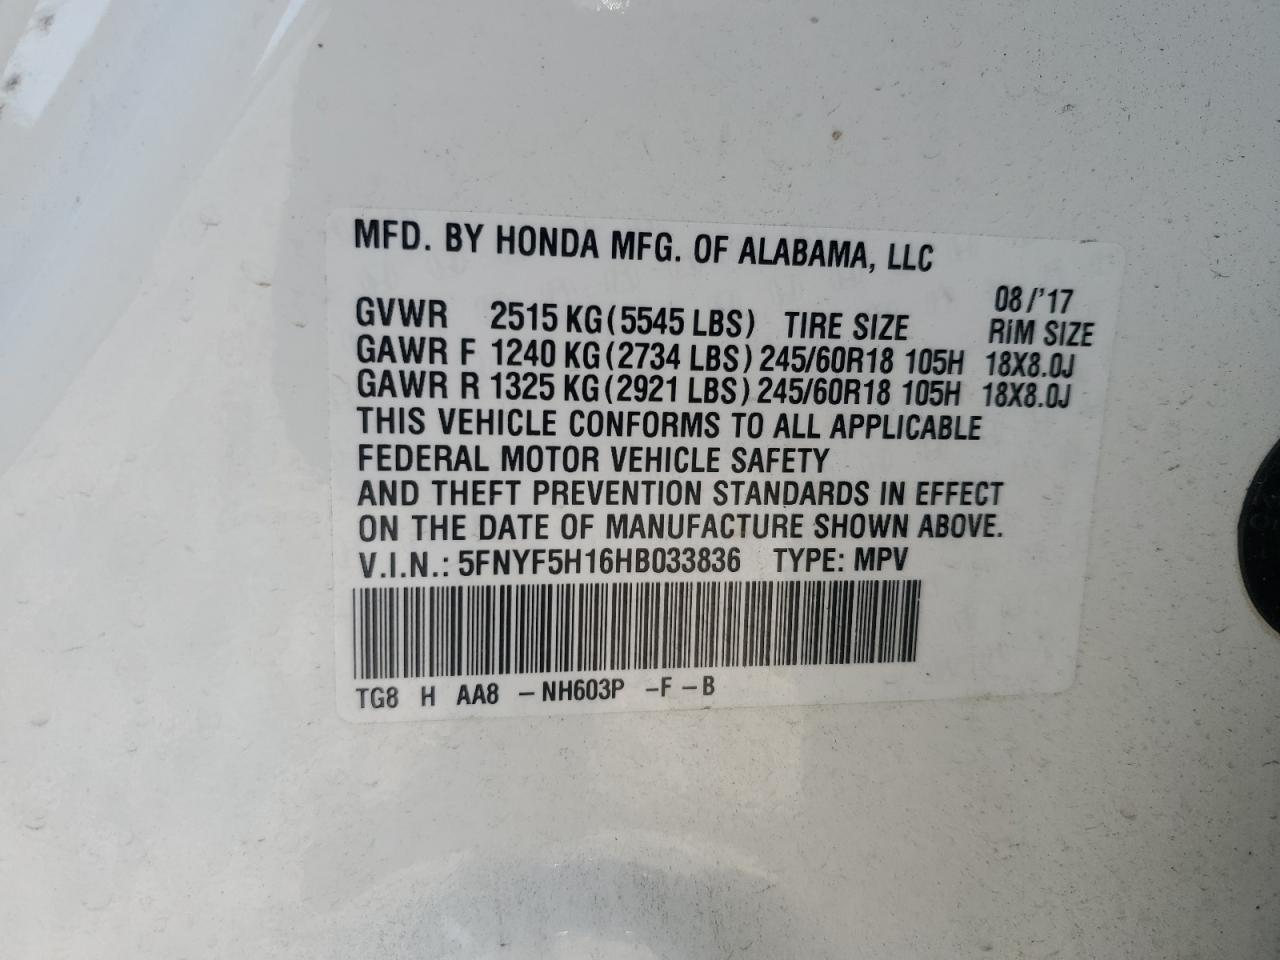 MFD. BY HONDA MFG. OF ALABAMA, LLC
08/'17
GVWR 2515 KG (5545 LBS) TIRE SIZE RIM SIZE
GAWR F 1240 KG (2734 LBS) 245/60R18 105H 18X8.0J
GAWR R 1325 KG (2921 LBS) 245/60R18 105H 18X8.0J
THIS VEHICLE CONFORMS TO ALL APPLICABLE
FEDERAL MOTOR VEHICLE SAFETY
AND THEFT PREVENTION STANDARDS IN EFFECT
ON THE DATE OF MANUFACTURE SHOWN ABOVE.
V.I.N.: 5FNYF5H16HB033836 TYPE: MPV
TG8 H AA8 – NH603P – F – B